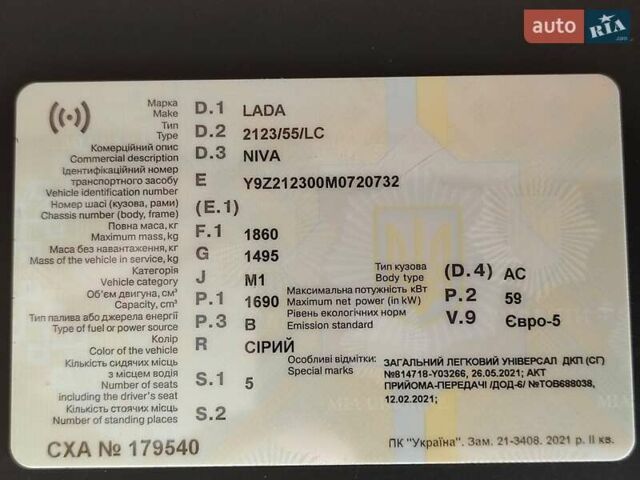 auto RIA.com
Марка
Make D.1 LADA
Тип
Type D.2 2123/55/LC
Комерційний опис
Commercial description D.3 NIVA
Ідентифікаційний номер
транспортного засобу
Vehicle identification number E Y9Z212300M0720732
Номер шасі (кузова, рами)
Chassis number (body, frame) (E.1)
Повна маса, кг
Maximum mass, kg F.1 1860
Маса без навантаження, кг
Mass of the vehicle in service, kg G 1495
Категорія
Vehicle category J M1
Тип кузова
Body type (D.4) AC
Об'єм двигуна, см³
Capacity, cm³ P.1 1690
Максимальна потужність кВт
Maximum net power (in kW) P.2 59
Тип палива або джерела енергії
Type of fuel or power source P.3 B
Рівень екологічних норм
Emission standard V.9 Євро-5
Колір
Color of the vehicle R СІРИЙ
Кількість сидячих місць
з місцем водія
Number of seats
including the driver's seat S.1 5
Особливі відмітки:
Special marks
ЗАГАЛЬНИЙ ЛЕГКОВИЙ УНІВЕРСАЛ ДКП (СГ)
№814718-Y03266, 26.05.2021; АКТ
ПРИЙОМА-ПЕРЕДАЧІ /ДОД-6/ №ТОВ688038,
12.02.2021;
Кількість стоячих місць
Number of standing places S.2
СХА № 179540
ПК "Україна". Зам. 21-3408. 2021 р. II кв.